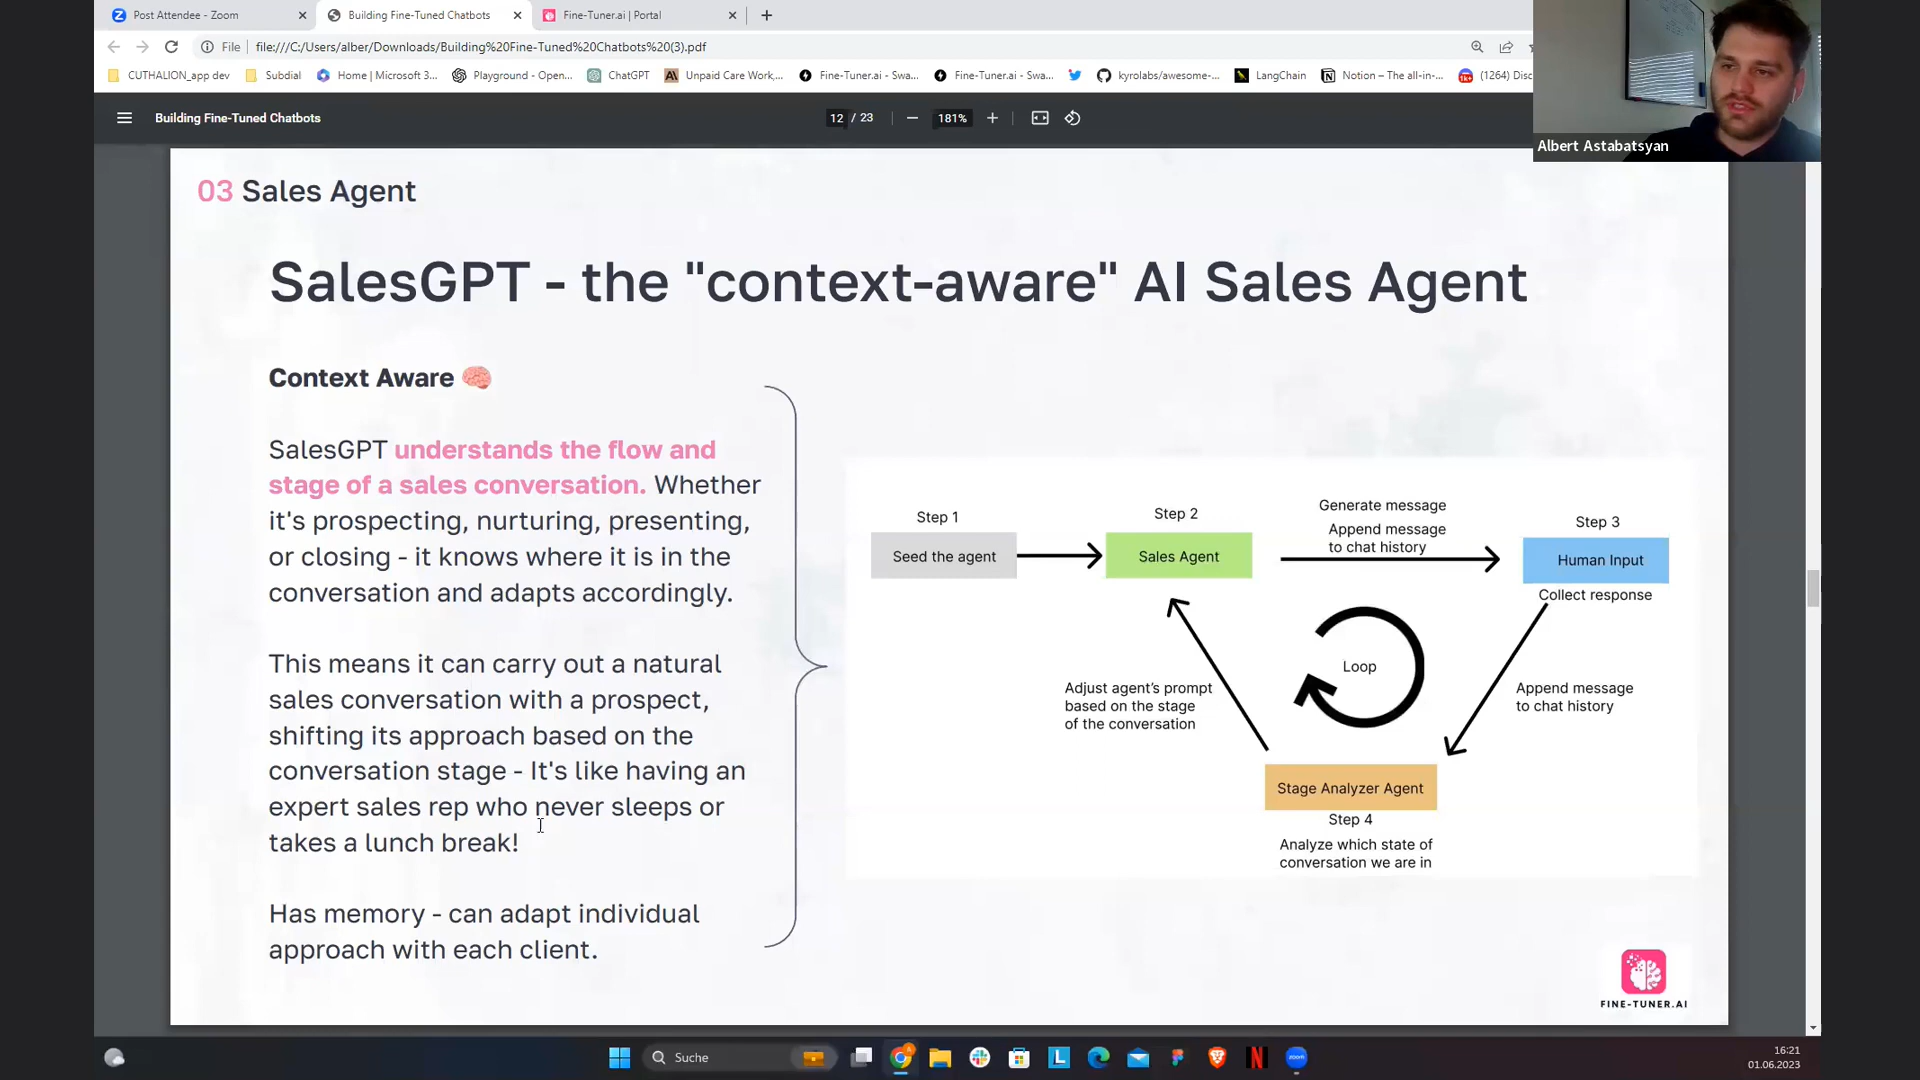 Post Attendee - Zoom
Building Fine-Tuned Chatbots
Fine-Tuner.ai | Portal
File
file:///C:/Users/alber/Downloads/Building%20Fine-Tuned%20Chatbots%20(3).pdf
CUTHALION_app dev
Subdial
Home | Microsoft 3...
Playground - Open...
ChatGPT
Unpaid Care Work,...
Fine-Tuner.ai - Swa...
Fine-Tuner.ai - Swa...
kyrolabs/awesome-...
LangChain
Notion – The all-in-...
(1264) Disc
Building Fine-Tuned Chatbots
12 / 23
181%
Albert Astabatsyan
03 Sales Agent
SalesGPT - the "context-aware" AI Sales Agent
Context Aware 🧠
SalesGPT understands the flow and
stage of a sales conversation. Whether
it's prospecting, nurturing, presenting,
or closing - it knows where it is in the
conversation and adapts accordingly.
This means it can carry out a natural
sales conversation with a prospect,
shifting its approach based on the
conversation stage - It's like having an
expert sales rep who never sleeps or
takes a lunch break!
Has memory - can adapt individual
approach with each client.
Step 1
Seed the agent
Step 2
Sales Agent
Generate message
Append message
to chat history
Step 3
Human Input
Collect response
Loop
Adjust agent's prompt
based on the stage
of the conversation
Append message
to chat history
Stage Analyzer Agent
Step 4
Analyze which state of
conversation we are in
FINE-TUNER.AI
Suche
16:21
01.06.2023